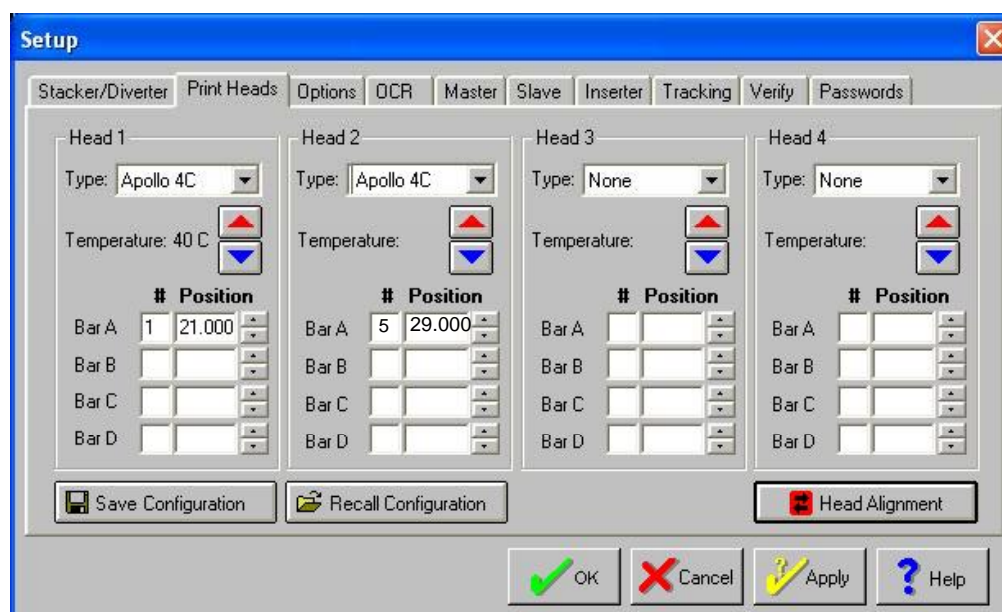 Setup
Stacker/Diverter Print Heads Options OCR Master Slave Inserter Tracking Verify Passwords
Head 1 Head 2 Head 3 Head 4
Type: Apollo 4C Type: Apollo 4C Type: None Type: None
Temperature: 40 C Temperature: Temperature: Temperature:
# Position # Position # Position # Position
Bar A 1 21.000 Bar A 5 29.000 Bar A Bar A
Bar B Bar B Bar B Bar B
Bar C Bar C Bar C Bar C
Bar D Bar D Bar D Bar D
Save Configuration Recall Configuration Head Alignment
OK Cancel Apply Help